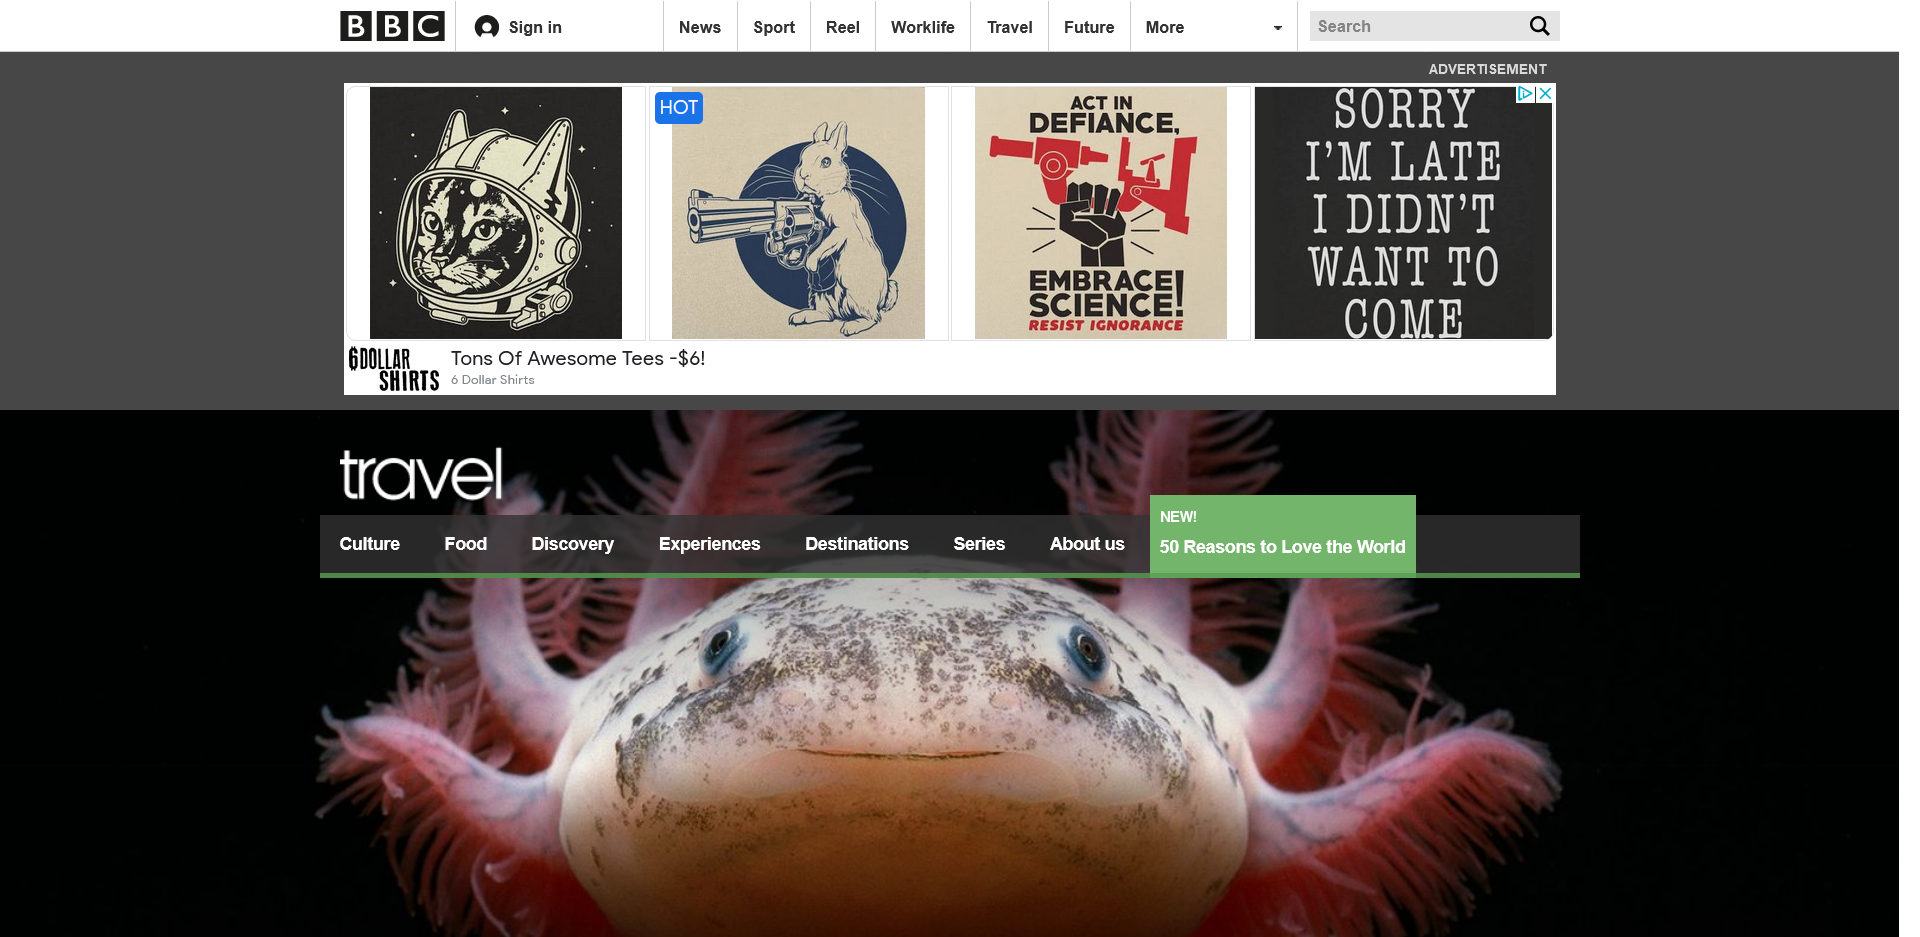 BBC
Sign in
News
Sport
Reel
Worklife
Travel
Future
More
Search
ADVERTISEMENT
HOT
ACT IN
DEFIANCE,
EMBRACE
SCIENCE!
RESIST IGNORANCE
SORRY
I'M LATE
I DIDN'T
WANT TO
COME
6 DOLLAR
SHIRTS
Tons Of Awesome Tees -$6!
6 Dollar Shirts
travel
Culture
Food
Discovery
Experiences
Destinations
Series
About us
NEW!
50 Reasons to Love the World